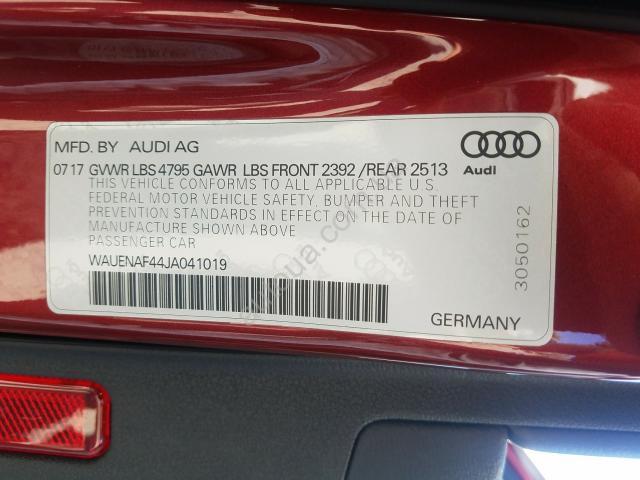 MFD. BY AUDI AG
Audi
07 17 GVWR LBS 4795 GAWR LBS FRONT 2392 /REAR 2513
THIS VEHICLE CONFORMS TO ALL APPLICABLE U.S.
FEDERAL MOTOR VEHICLE SAFETY, BUMPER AND THEFT
PREVENTION STANDARDS IN EFFECT ON THE DATE OF
MANUFACTURE SHOWN ABOVE
PASSENGER CAR
WAUENAF44JA041019
GERMANY
3050162